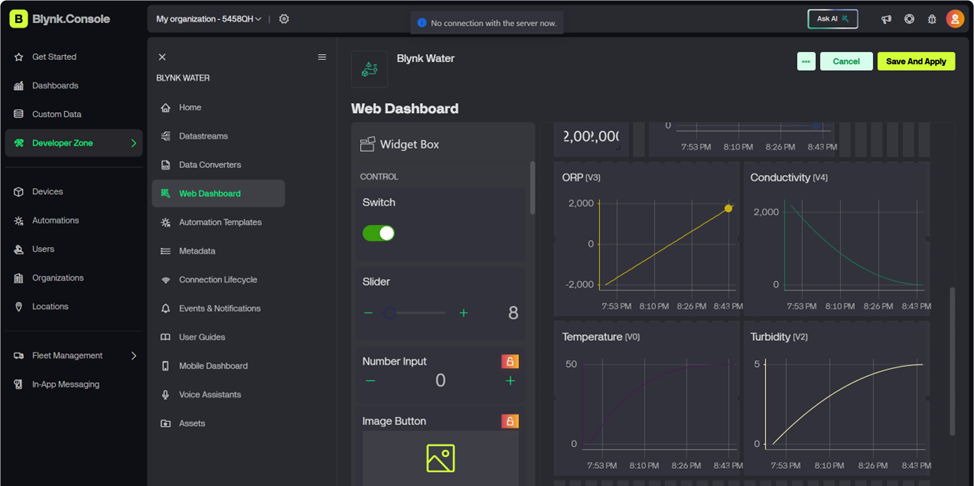 B Blynk.Console
My organization - 5458QH
No connection with the server now.
Ask AI
Get Started
Dashboards
Custom Data
Developer Zone
Devices
Automations
Users
Organizations
Locations
Fleet Management
In-App Messaging
BLYNK WATER
Home
Datastreams
Data Converters
Web Dashboard
Automation Templates
Metadata
Connection Lifecycle
Events & Notifications
User Guides
Mobile Dashboard
Voice Assistants
Assets
Blynk Water
Cancel
Save And Apply
Web Dashboard
Widget Box
CONTROL
Switch
Slider
8
Number Input
0
Image Button
0
7:53 PM 8:10 PM 8:26 PM 8:43 PM
ORP (V3)
2,000
0
-2,000
7:53 PM 8:10 PM 8:26 PM 8:43 PM
Conductivity (V4)
2,000
0
7:53 PM 8:10 PM 8:26 PM 8:43 PM
Temperature (V0)
50
0
7:53 PM 8:10 PM 8:26 PM 8:43 PM
Turbidity (V2)
5
0
7:53 PM 8:10 PM 8:26 PM 8:43 PM